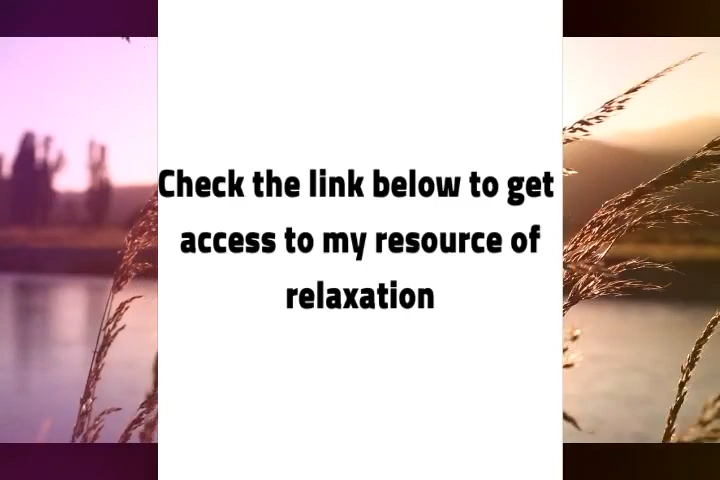 Check the link below to get
access to my resource of
relaxation